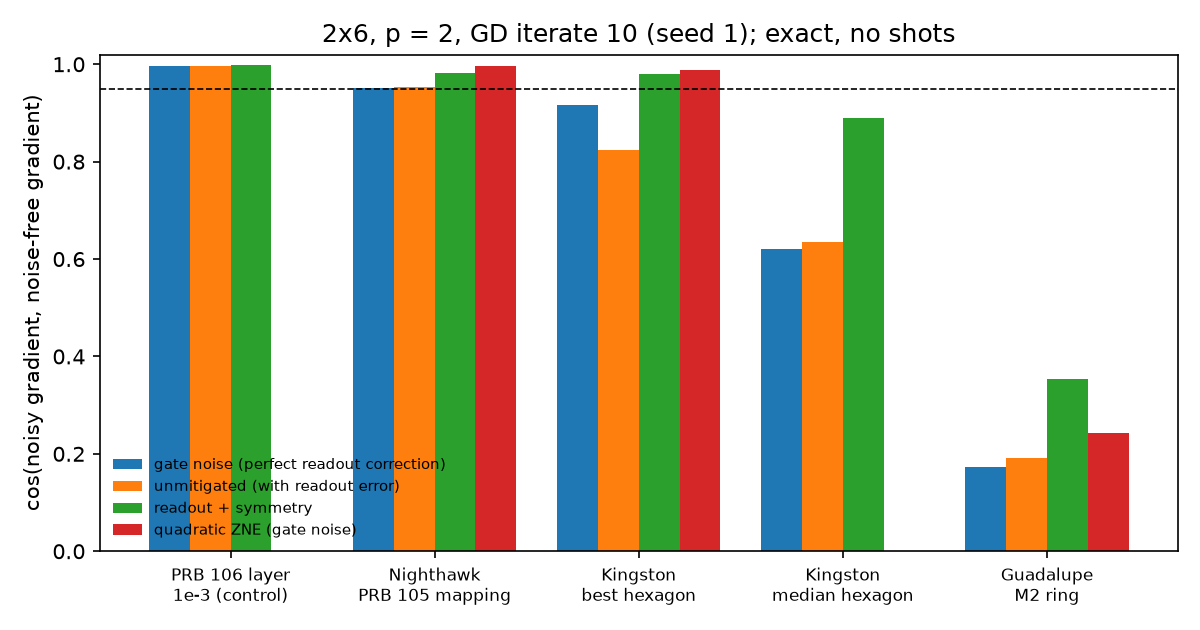 2x6, p = 2, GD iterate 10 (seed 1); exact, no shots
cos(noisy gradient, noise-free gradient)
1.0
0.8
0.6
0.4
0.2
0.0
gate noise (perfect readout correction)
unmitigated (with readout error)
readout + symmetry
quadratic ZNE (gate noise)
PRB 106 layer
1e-3 (control)
Nighthawk
PRB 105 mapping
Kingston
best hexagon
Kingston
median hexagon
Guadalupe
M2 ring